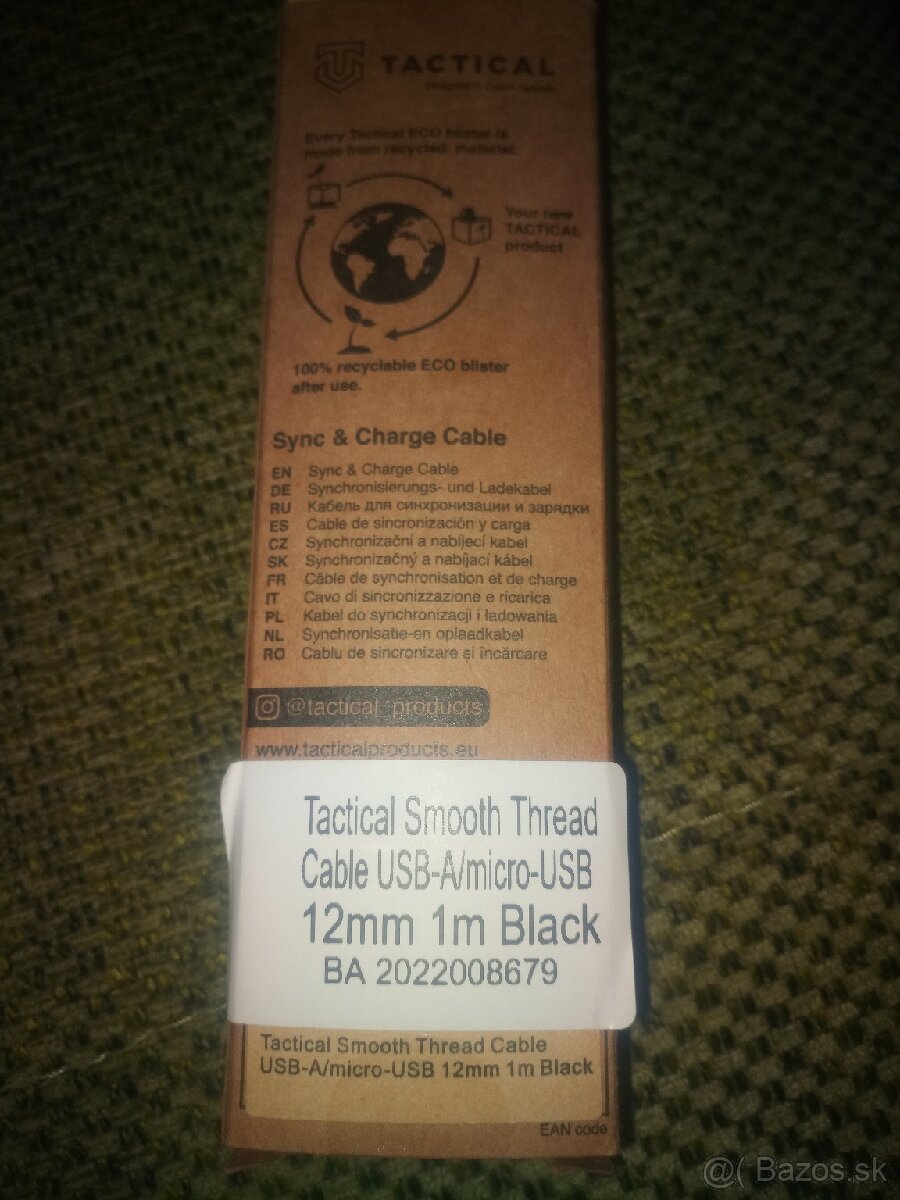 TACTICAL
Designed in Czech republic
Every Tactical ECO blister is
made from recycled material.
Your new
TACTICAL
product
100% recyclable ECO blister
after use.
Sync & Charge Cable
EN Sync & Charge Cable
DE Synchronisierungs- und Ladekabel
RU Кабель для синхронизации и зарядки
ES Cable de sincronización y carga
CZ Synchronizační a nabíjecí kabel
SK Synchronizačný a nabíjací kábel
FR Câble de synchronisation et de charge
IT Cavo di sincronizzazione e ricarica
PL Kabel do synchronizacji i ładowania
NL Synchronisatie-en oplaadkabel
RO Cablu de sincronizare și încărcare
@tactical_products
www.tacticalproducts.eu
Tactical Smooth Thread
Cable USB-A/micro-USB
12mm 1m Black
BA 2022008679
Tactical Smooth Thread Cable
USB-A/micro-USB 12mm 1m Black
EAN code
@( Bazos.sk